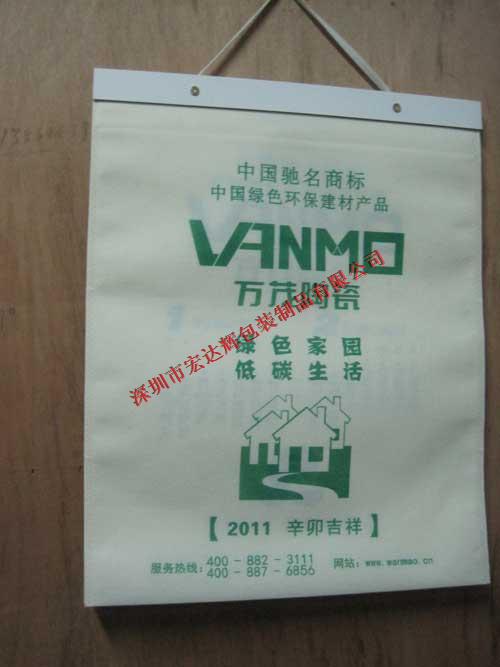 中国驰名商标
中国绿色环保建材产品
VANMO
万茂陶瓷
深圳市宏达辉包装制品有限公司
绿色家园
低碳生活
【2011 辛卯吉祥】
服务热线：400-882-3111
400-887-6856
网站：www.wanmao.cn